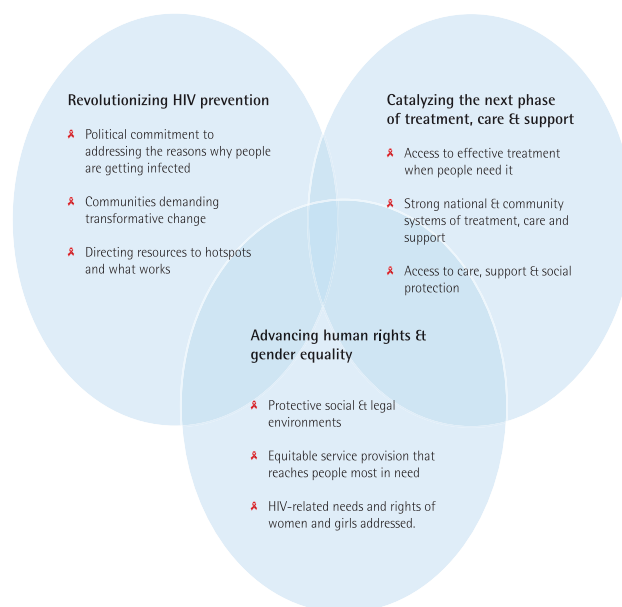 Revolutionizing HIV prevention
Political commitment to
addressing the reasons why people
are getting infected
Communities demanding
transformative change
Directing resources to hotspots
and what works
Catalyzing the next phase
of treatment, care & support
Access to effective treatment
when people need it
Strong national & community
systems of treatment, care and
support
Access to care, support & social
protection
Advancing human rights &
gender equality
Protective social & legal
environments
Equitable service provision that
reaches people most in need
HIV-related needs and rights of
women and girls addressed.